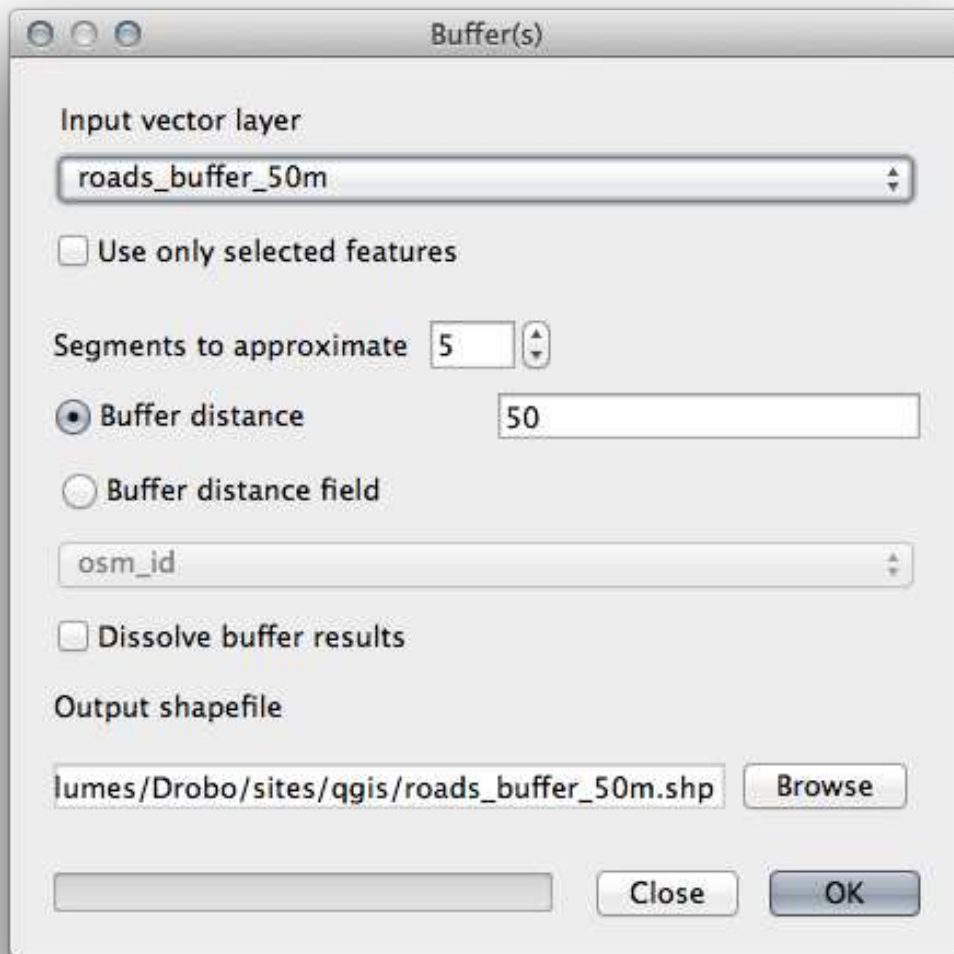 Buffer(s)
Input vector layer
roads_buffer_50m
Use only selected features
Segments to approximate 5
Buffer distance 50
Buffer distance field
osm_id
Dissolve buffer results
Output shapefile
lumes/Drobo/sites/qgis/roads_buffer_50m.shp Browse
Close OK